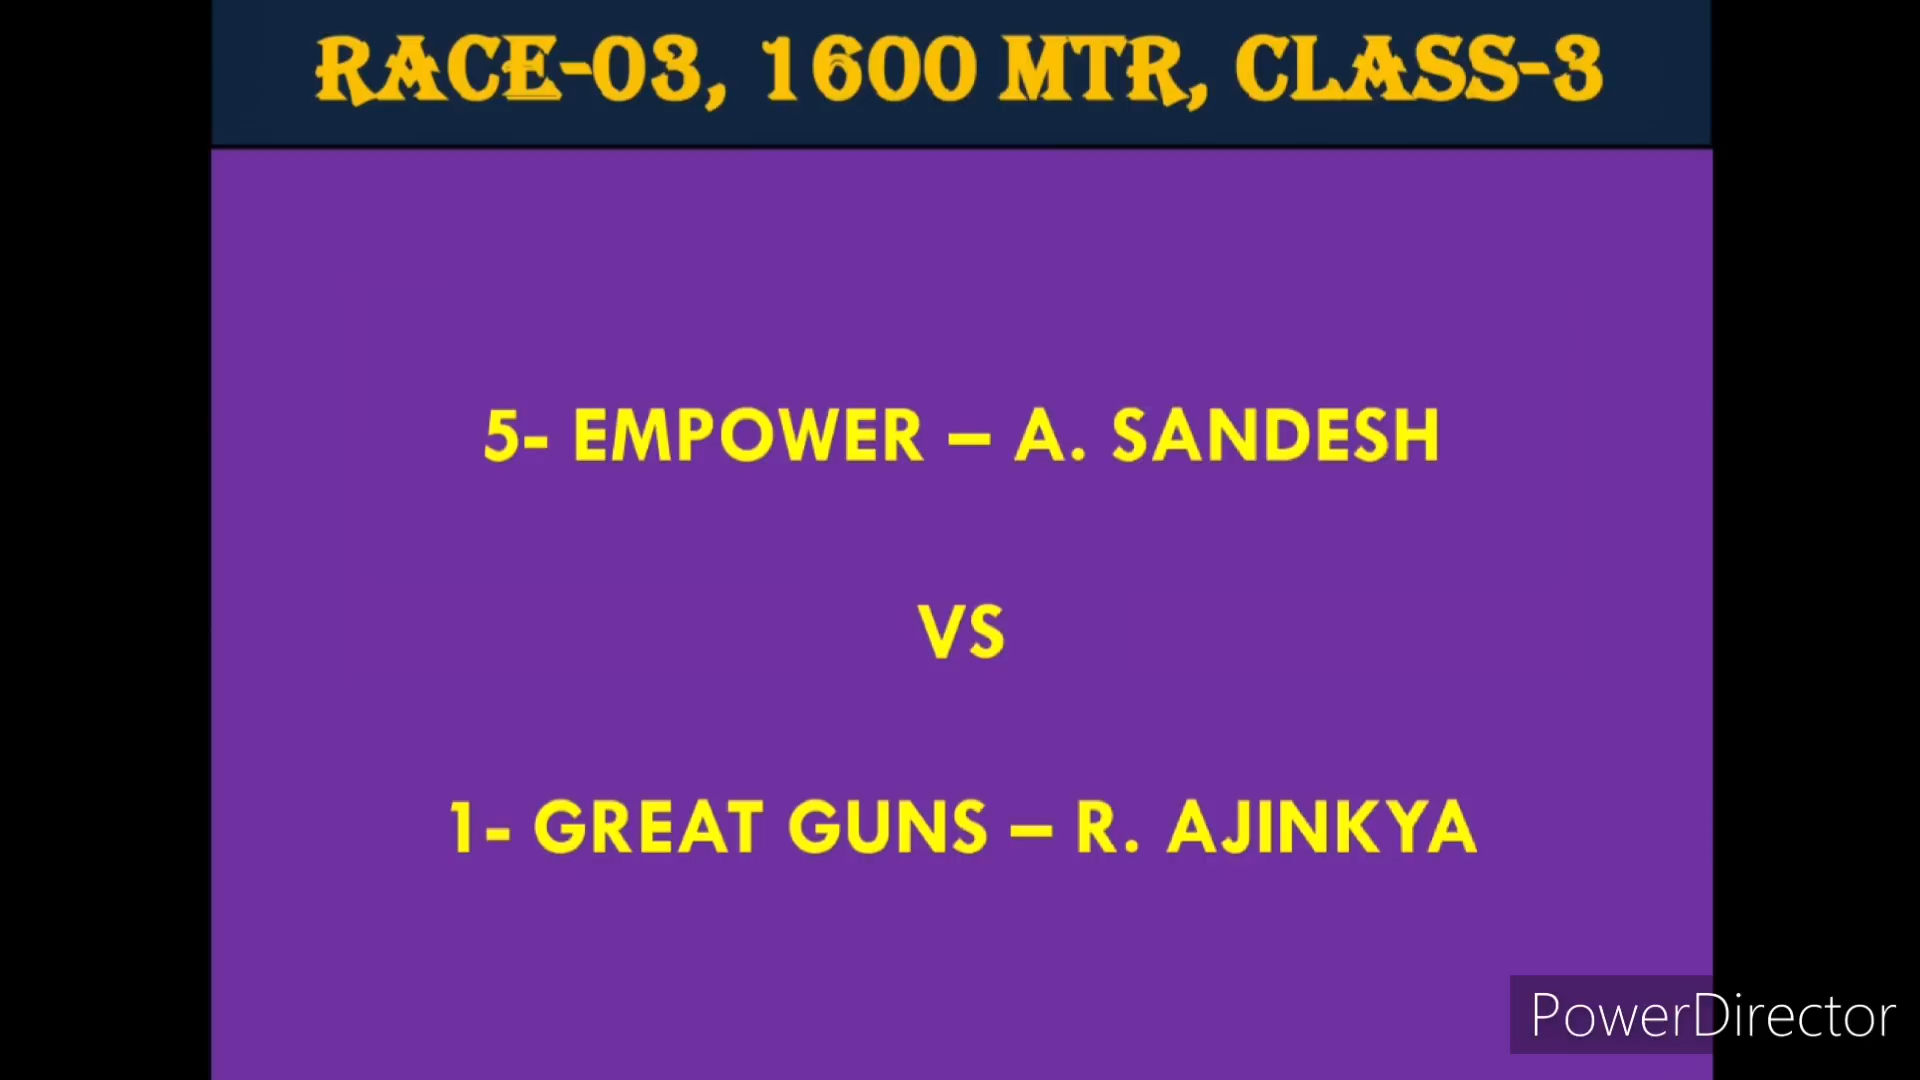 RACE-03, 1600 MTR, CLASS-3
5- EMPOWER – A. SANDESH
VS
1- GREAT GUNS – R. AJINKYA
PowerDirector